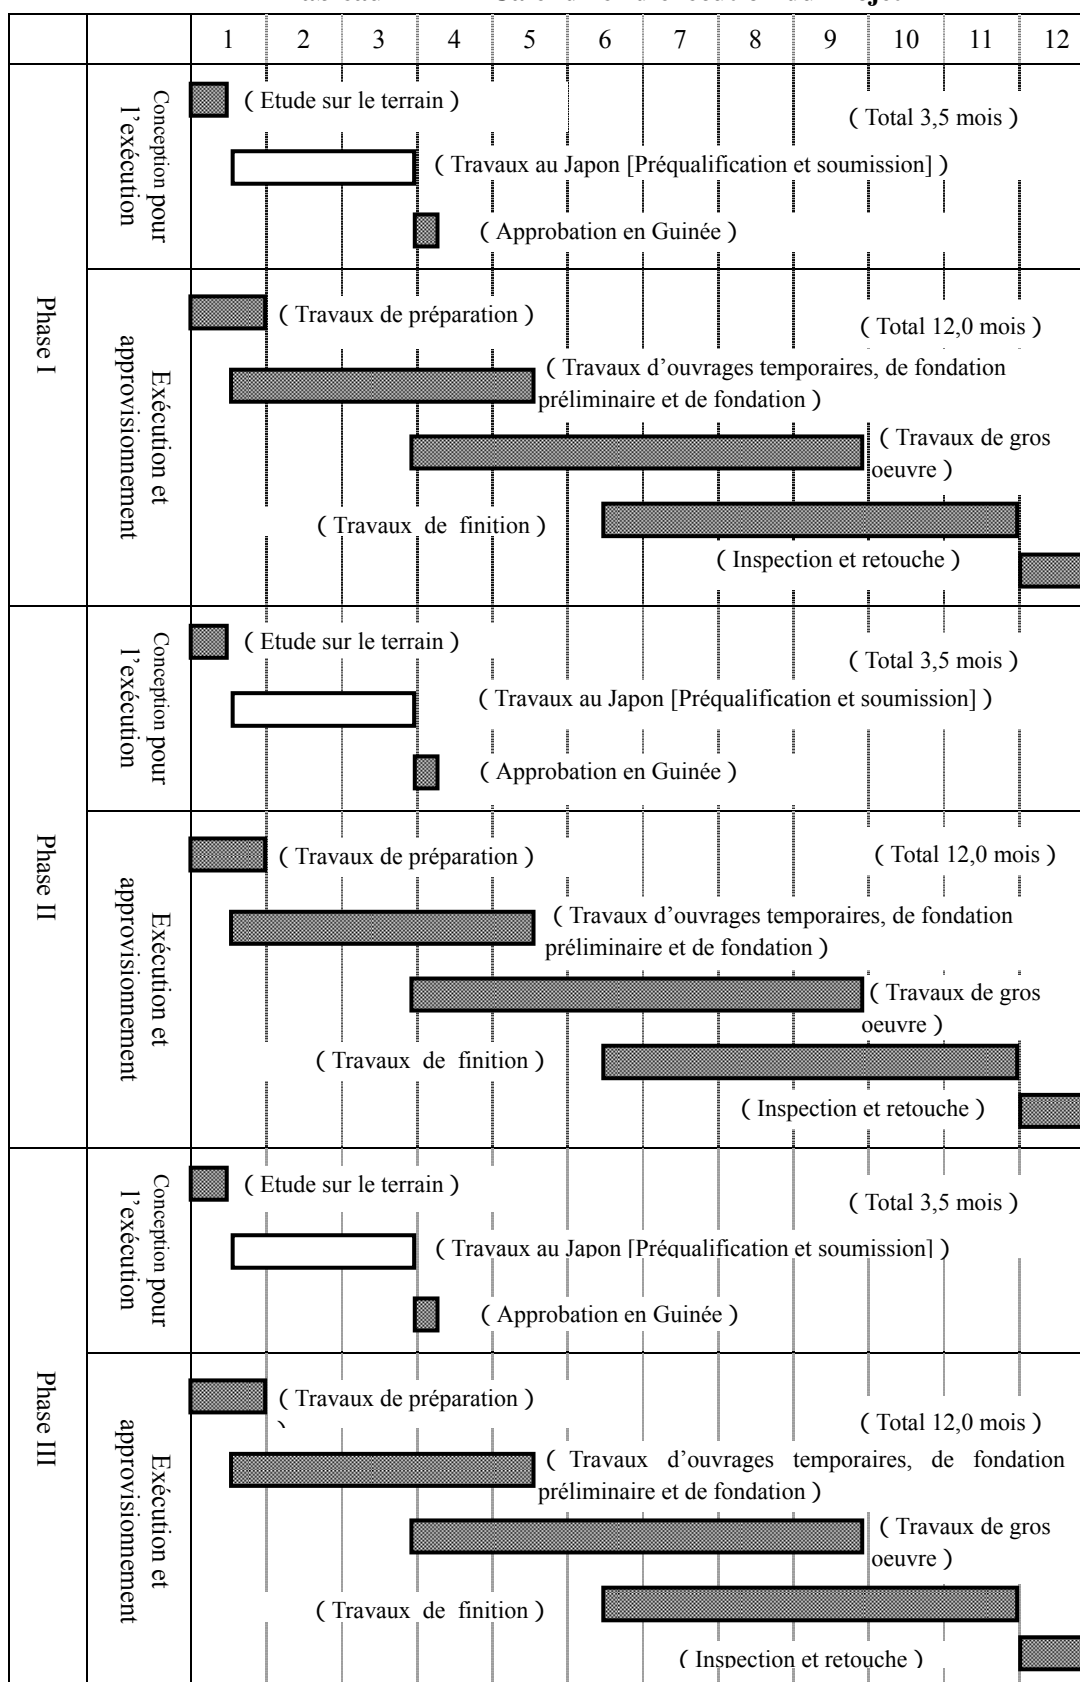 1 2 3 4 5 6 7 8 9 10 11 12
Phase I
Conception pour
l'exécution
( Etude sur le terrain )
( Total 3,5 mois )
( Travaux au Japon [Préqualification et soumission] )
( Approbation en Guinée )
Exécution et
approvisionnement
( Travaux de préparation )
( Total 12,0 mois )
( Travaux d'ouvrages temporaires, de fondation
préliminaire et de fondation )
( Travaux de gros
oeuvre )
( Travaux de finition )
( Inspection et retouche )
Phase II
Conception pour
l'exécution
( Etude sur le terrain )
( Total 3,5 mois )
( Travaux au Japon [Préqualification et soumission] )
( Approbation en Guinée )
Exécution et
approvisionnement
( Travaux de préparation )
( Total 12,0 mois )
( Travaux d'ouvrages temporaires, de fondation
préliminaire et de fondation )
( Travaux de gros
oeuvre )
( Travaux de finition )
( Inspection et retouche )
Phase III
Conception pour
l'exécution
( Etude sur le terrain )
( Total 3,5 mois )
( Travaux au Japon [Préqualification et soumission] )
( Approbation en Guinée )
Exécution et
approvisionnement
( Travaux de préparation )
( Total 12,0 mois )
( Travaux d'ouvrages temporaires, de fondation
préliminaire et de fondation )
( Travaux de gros
oeuvre )
( Travaux de finition )
( Inspection et retouche )